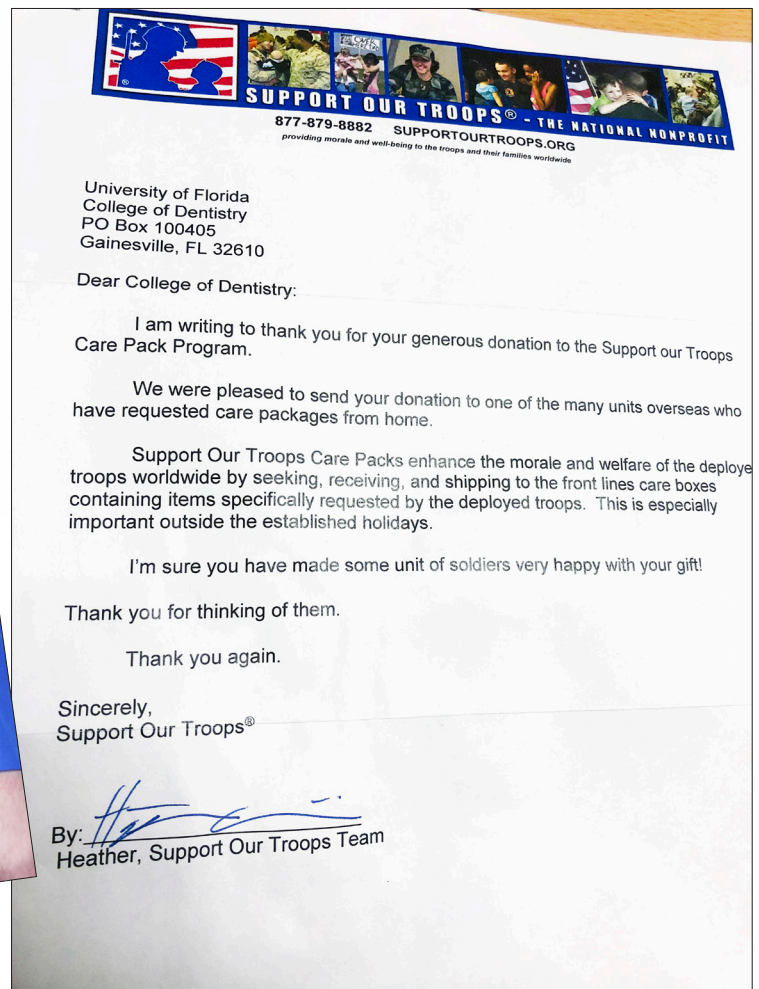 SUPPORT OUR TROOPS® - THE NATIONAL NONPROFIT
877-879-8882 SUPPORTOURTROOPS.ORG
providing morale and well-being to the troops and their families worldwide
University of Florida
College of Dentistry
PO Box 100405
Gainesville, FL 32610
Dear College of Dentistry:
I am writing to thank you for your generous donation to the Support our Troops
Care Pack Program.
We were pleased to send your donation to one of the many units overseas who
have requested care packages from home.
Support Our Troops Care Packs enhance the morale and welfare of the deploye
troops worldwide by seeking, receiving, and shipping to the front lines care boxes
containing items specifically requested by the deployed troops. This is especially
important outside the established holidays.
I'm sure you have made some unit of soldiers very happy with your gift!
Thank you for thinking of them.
Thank you again.
Sincerely,
Support Our Troops®
By:
Heather, Support Our Troops Team